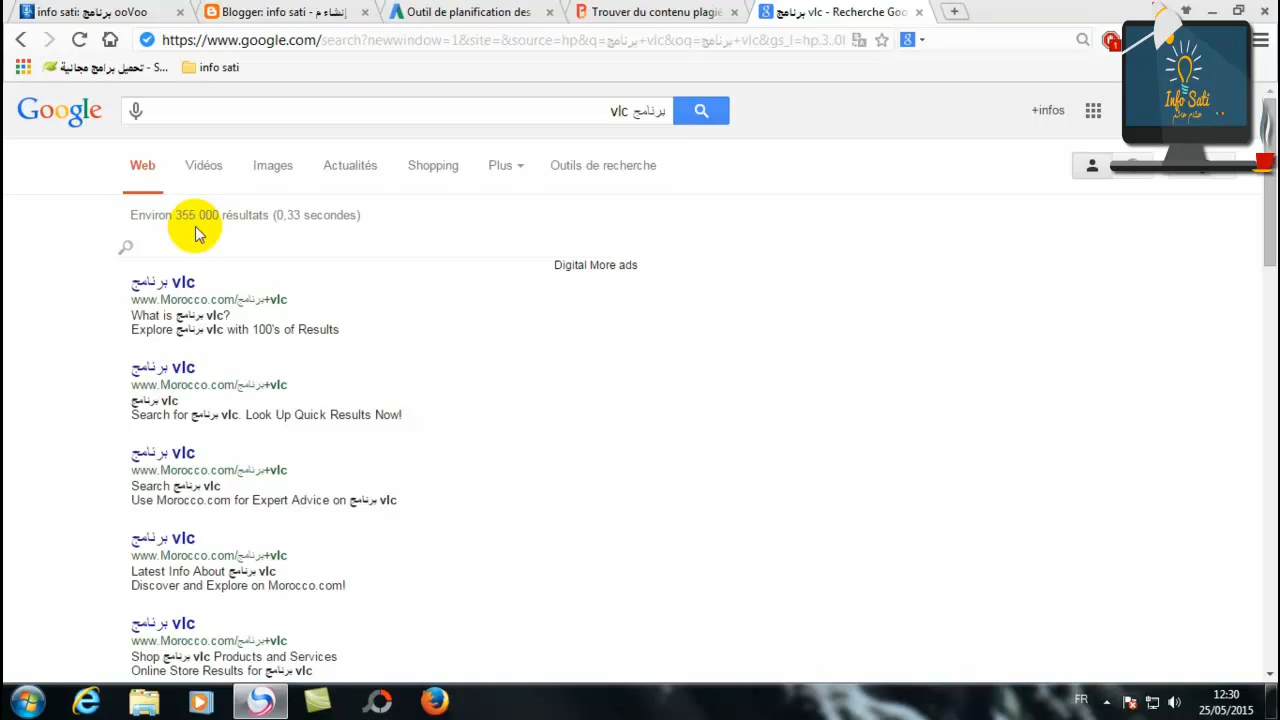 info sati: برنامج ooVoo
Blogger: info sati - إنشاء م
Outil de planification des
Trouver du contenu plagié
برنامج vlc - Recherche Goo
https://www.google.com/search?newwindow=1&site=&source=hp&q=برنامج+vlc&oq=برنامج+vlc&gs_l=hp.3..0l
تحميل برامج مجانية - S...
info sati
Google
برنامج vlc
+infos
Info Sati
Web
Vidéos
Images
Actualités
Shopping
Plus
Outils de recherche
Environ 355 000 résultats (0,33 secondes)
Digital More ads
برنامج vlc
www.Morocco.com/برنامج+vlc
What is برنامج vlc?
Explore برنامج vlc with 100's of Results
برنامج vlc
www.Morocco.com/برنامج+vlc
برنامج vlc
Search for برنامج vlc. Look Up Quick Results Now!
برنامج vlc
www.Morocco.com/برنامج+vlc
Search برنامج vlc
Use Morocco.com for Expert Advice on برنامج vlc
برنامج vlc
www.Morocco.com/برنامج+vlc
Latest Info About برنامج vlc
Discover and Explore on Morocco.com!
برنامج vlc
www.Morocco.com/برنامج+vlc
Shop برنامج vlc Products and Services
Online Store Results for برنامج vlc
FR
12:30
25/05/2015